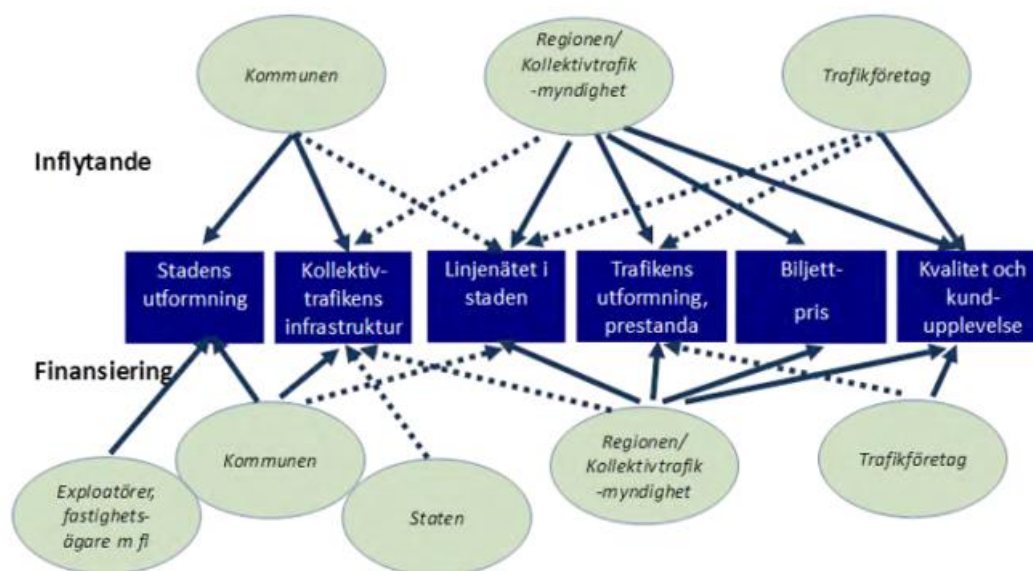 Kommunen
Regionen/
Kollektivtrafik
-myndighet
Trafikföretag
Inflytande
Stadens
utformning
Kollektiv-
trafikens
infrastruktur
Linjenätet i
staden
Trafikens
utformning,
prestanda
Biljett-
pris
Kvalitet och
kund-
upplevelse
Finansiering
Exploatörer,
fastighets-
ägare m fl
Kommunen
Staten
Regionen/
Kollektivtrafik
-myndighet
Trafikföretag